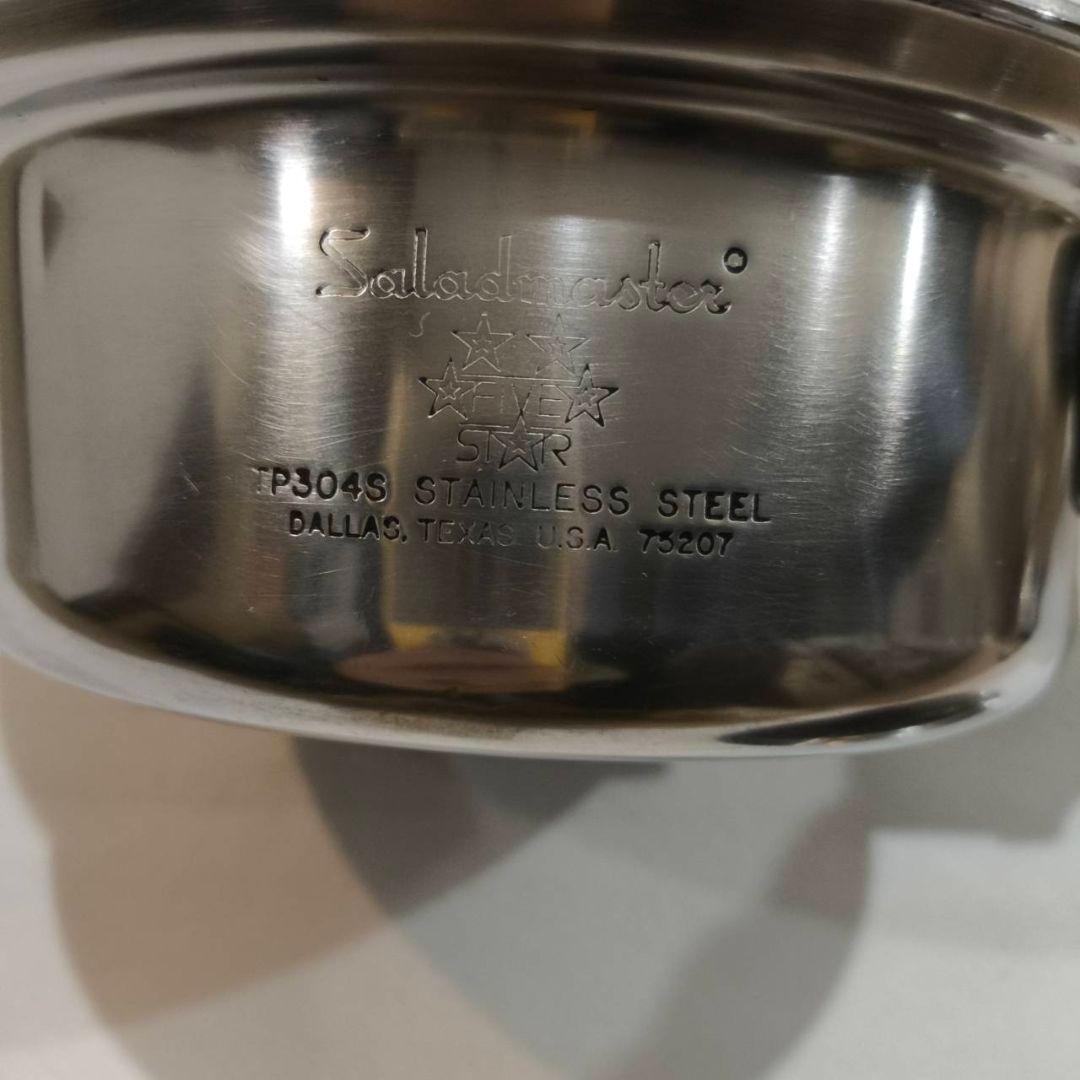 Saladmaster°
FIVE
STAR
TP304S STAINLESS STEEL
DALLAS, TEXAS U.S.A. 75207